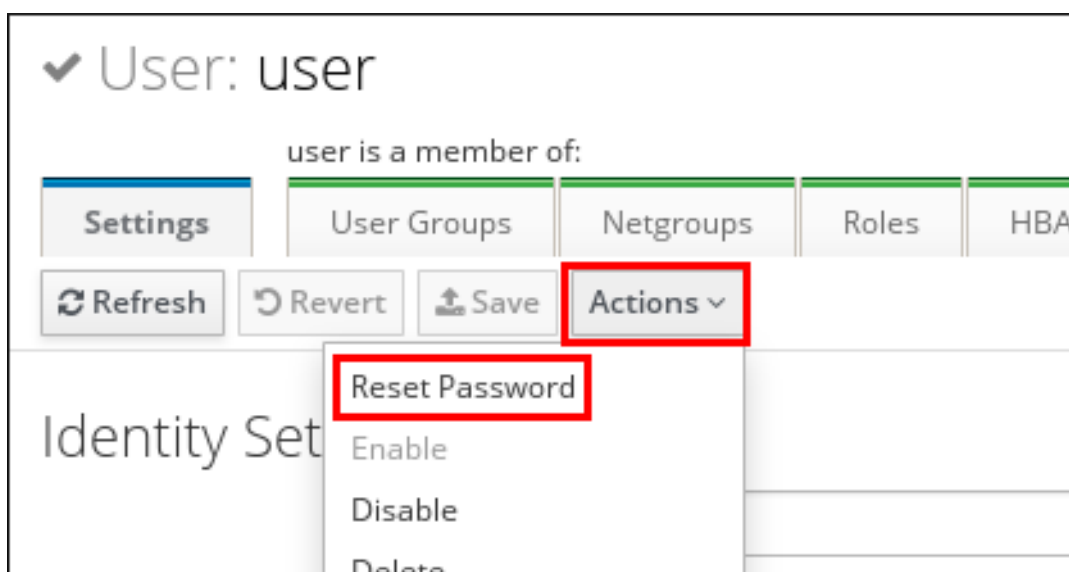 User: user
user is a member of:
Settings User Groups Netgroups Roles HBA
Refresh Revert Save Actions
Reset Password
Identity Set
Enable
Disable
Delete